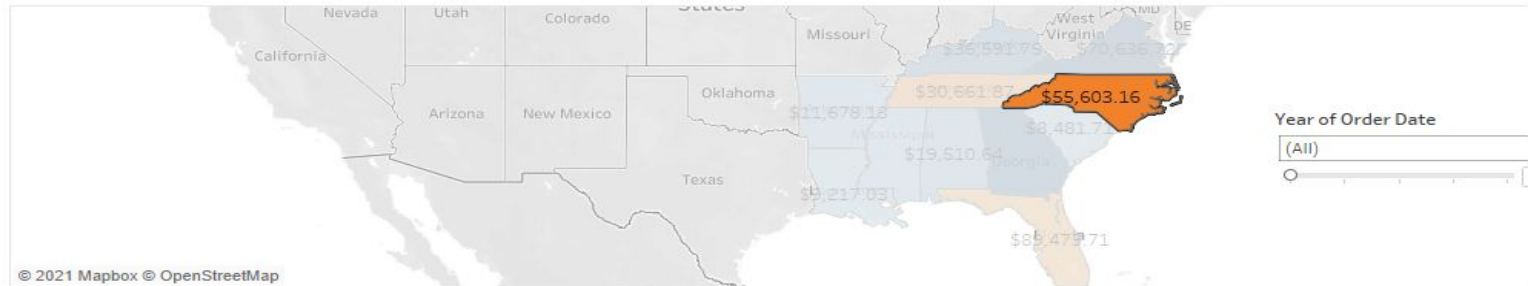 States
Nevada
Utah
Colorado
Missouri
West
Virginia
MD
DE
California
$36,591.75
$70,636.72
Oklahoma
$30,661.87
$55,603.16
Arizona
New Mexico
$11,678.13
$8,481.71
Mississippi
$19,510.64
Georgia
Texas
$9,217.03
$89,473.71
Year of Order Date
(All)
© 2021 Mapbox © OpenStreetMap